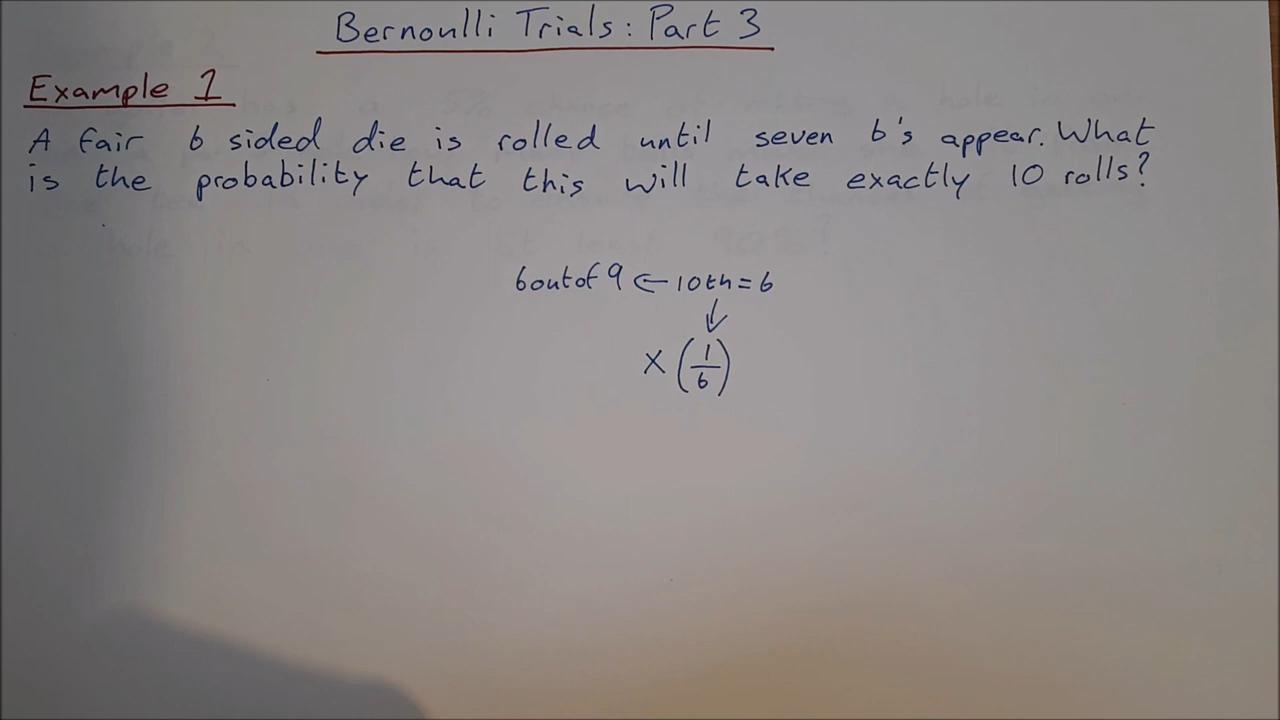 Bernoulli Trials: Part 3
Example 1
A fair 6 sided die is rolled until seven 6's appear. What
is the probability that this will take exactly 10 rolls?
6 out of 9 ← 10th = 6
↓
× (1/6)